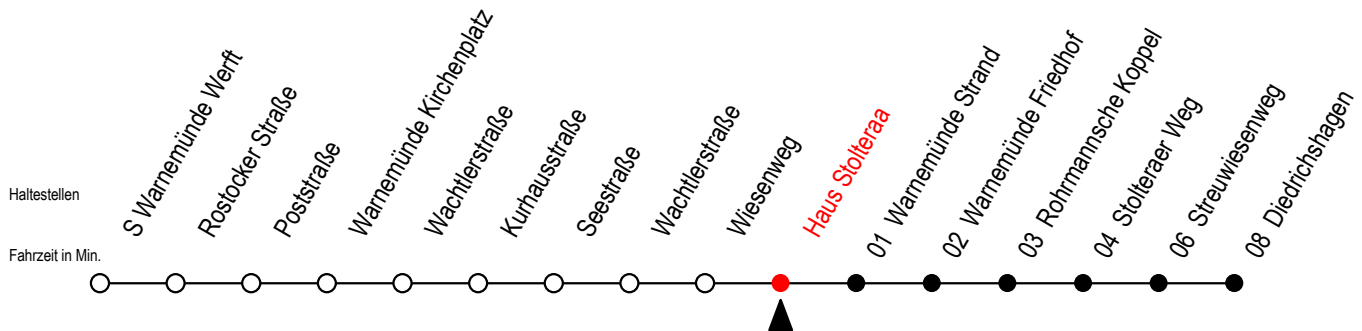 Haltestellen
Fahrzeit in Min.
S Warnemünde Werft
Rostocker Straße
Poststraße
Warnemünde Kirchenplatz
Wachtlerstraße
Kurhausstraße
Seestraße
Wachtlerstraße
Wiesenweg
Haus Stolteraa
01 Warnemünde Strand
02 Warnemünde Friedhof
03 Rohrmannsche Koppel
04 Stolteraer Weg
06 Streuwiesenweg
08 Diedrichshagen